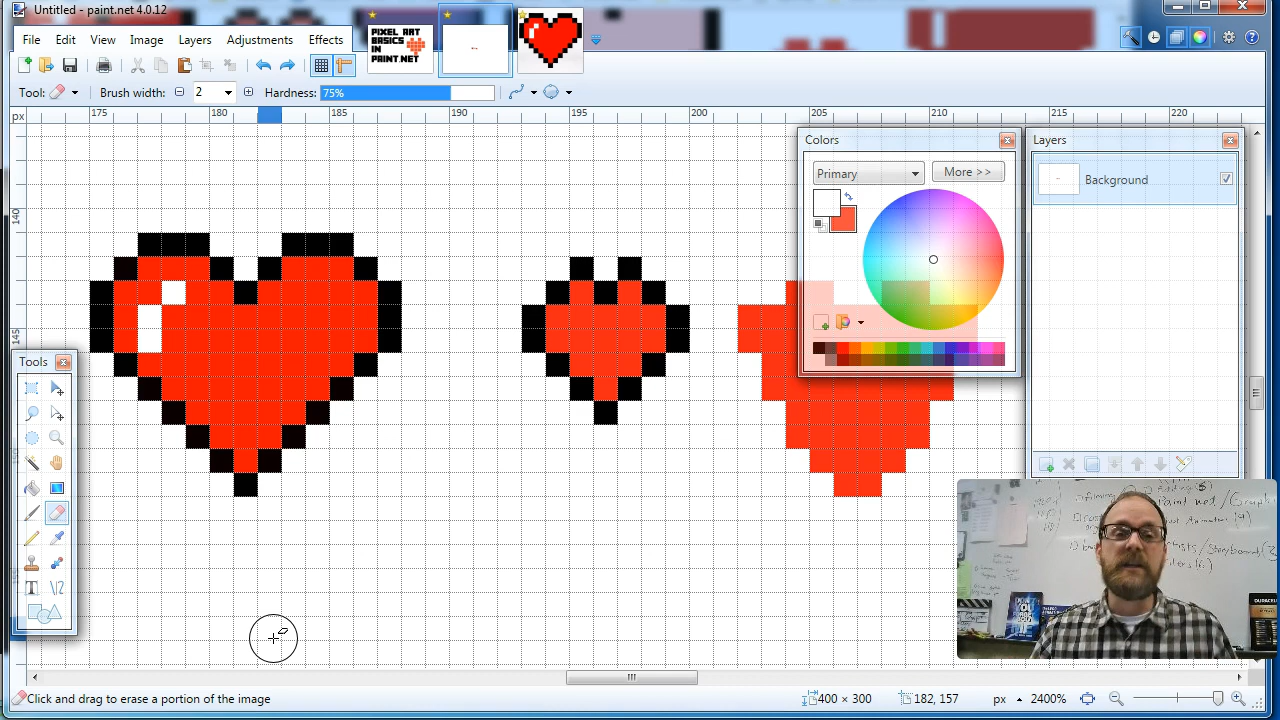 Untitled - paint.net 4.0.12
File Edit View Image Layers Adjustments Effects
PIXEL ART
BASICS
IN
PAINT.NET
Tool: Brush width: 2 Hardness: 75%
px 175 180 185 190 195 200 205 210 215 220
140
145
Tools
T
Colors
Primary More >>
Layers
Background
DURACELL
Click and drag to erase a portion of the image 400 × 300 182, 157 px 2400%